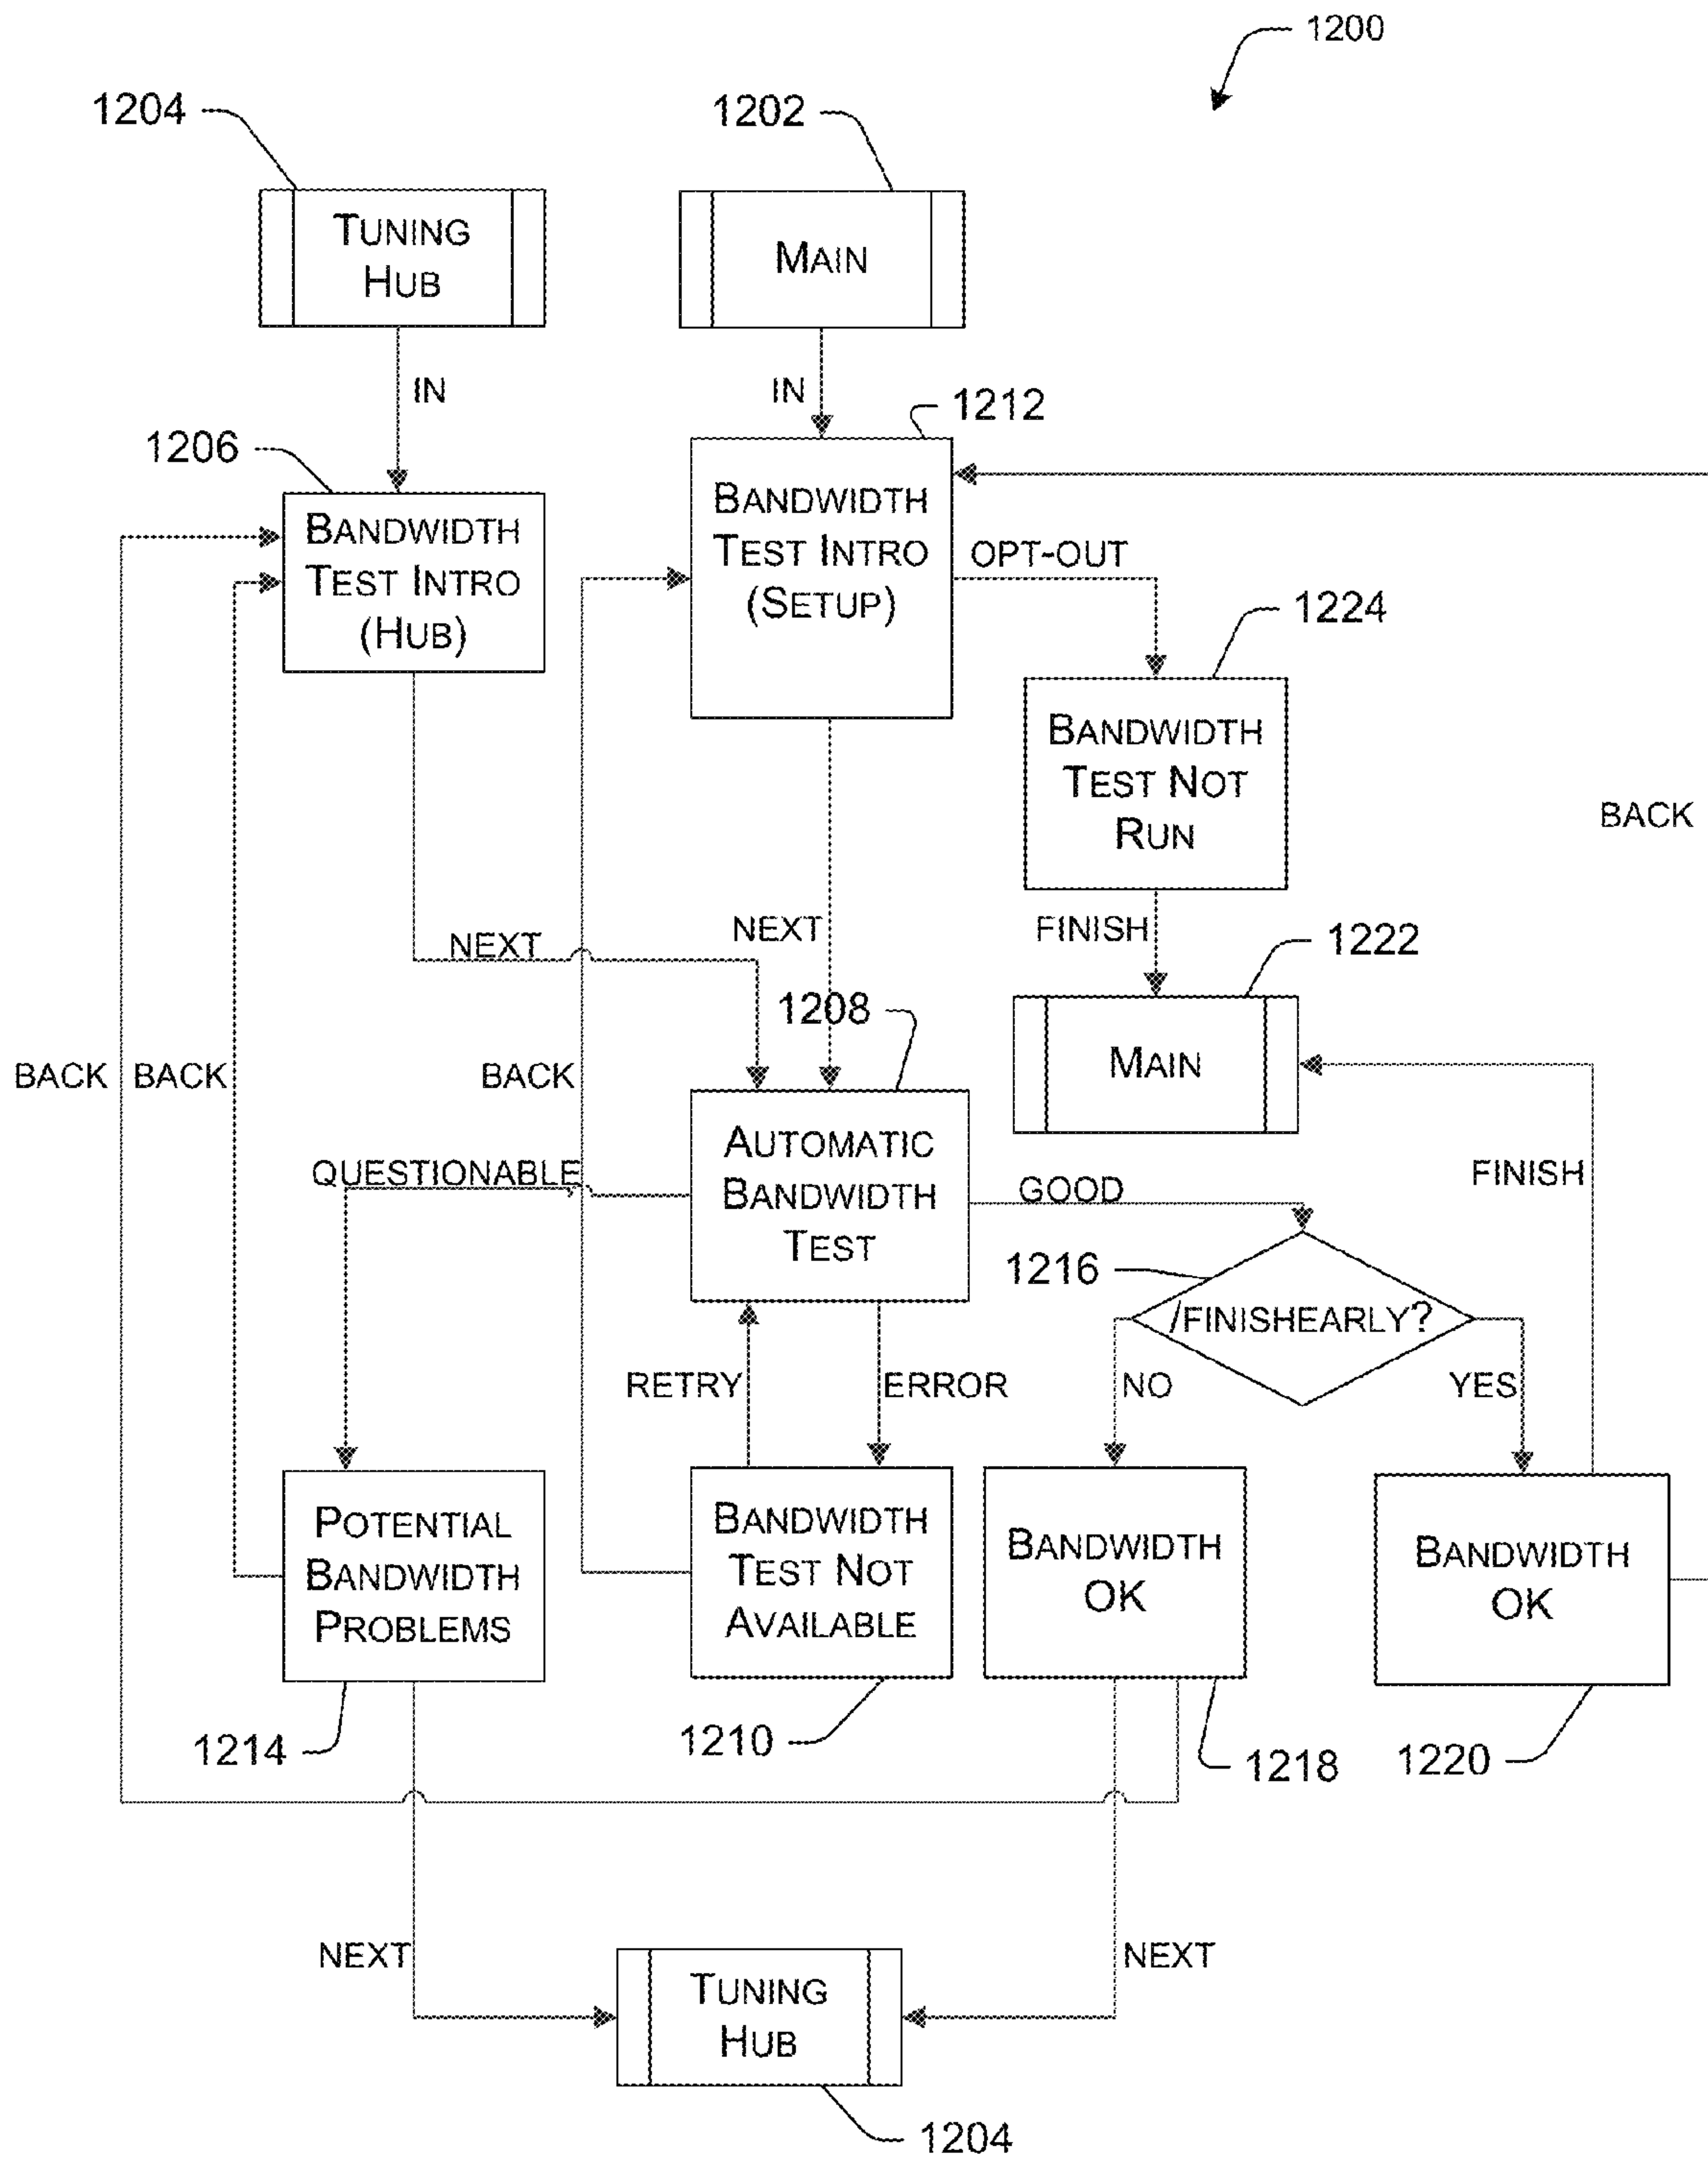 1200
1204
1202
TUNING
HUB
MAIN
IN
IN
1212
1206
BANDWIDTH
TEST INTRO
(HUB)
BANDWIDTH
TEST INTRO
(SETUP)
OPT-OUT
1224
BANDWIDTH
TEST NOT
RUN
BACK
NEXT
NEXT
FINISH
1222
1208
MAIN
BACK
BACK
BACK
AUTOMATIC
BANDWIDTH
TEST
QUESTIONABLE
GOOD
FINISH
1216
/FINISHEARLY?
RETRY
ERROR
NO
YES
POTENTIAL
BANDWIDTH
PROBLEMS
BANDWIDTH
TEST NOT
AVAILABLE
BANDWIDTH
OK
BANDWIDTH
OK
1214
1210
1218
1220
NEXT
NEXT
TUNING
HUB
1204